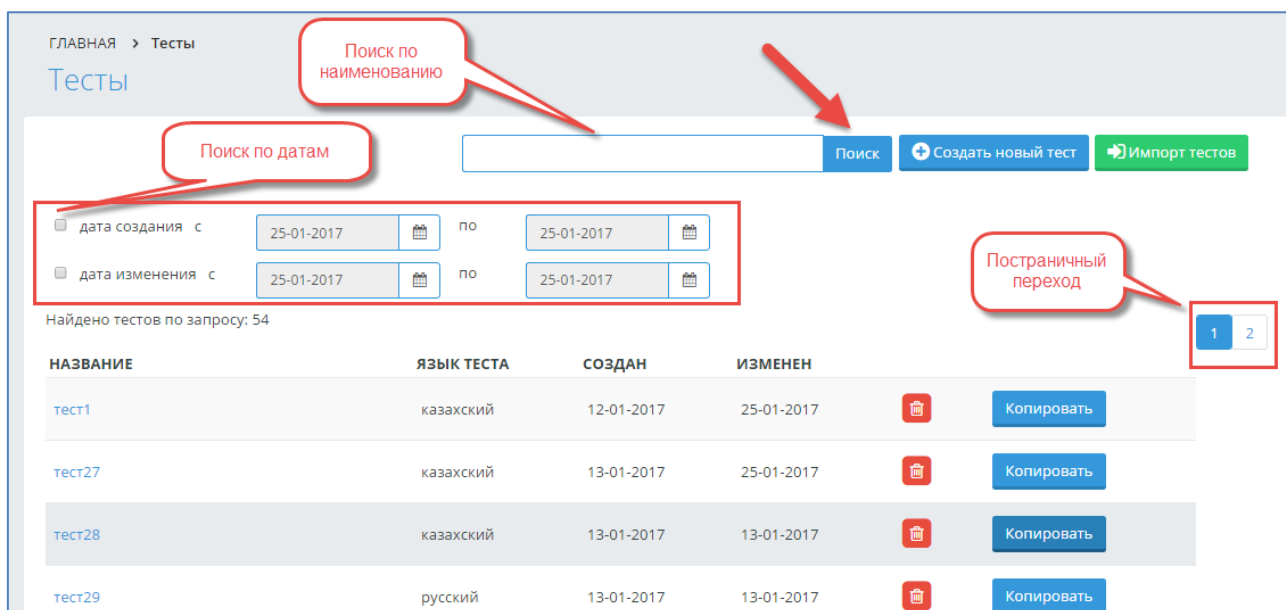 ГЛАВНАЯ > Тесты
Тесты
Поиск по
наименованию
Поиск по датам
Поиск
Создать новый тест
Импорт тестов
дата создания с 25-01-2017 по 25-01-2017
дата изменения с 25-01-2017 по 25-01-2017
Постраничный
переход
Найдено тестов по запросу: 54
1 2
НАЗВАНИЕ ЯЗЫК ТЕСТА СОЗДАН ИЗМЕНЕН
тест1 казахский 12-01-2017 25-01-2017 Копировать
тест27 казахский 13-01-2017 25-01-2017 Копировать
тест28 казахский 13-01-2017 13-01-2017 Копировать
тест29 русский 13-01-2017 13-01-2017 Копировать